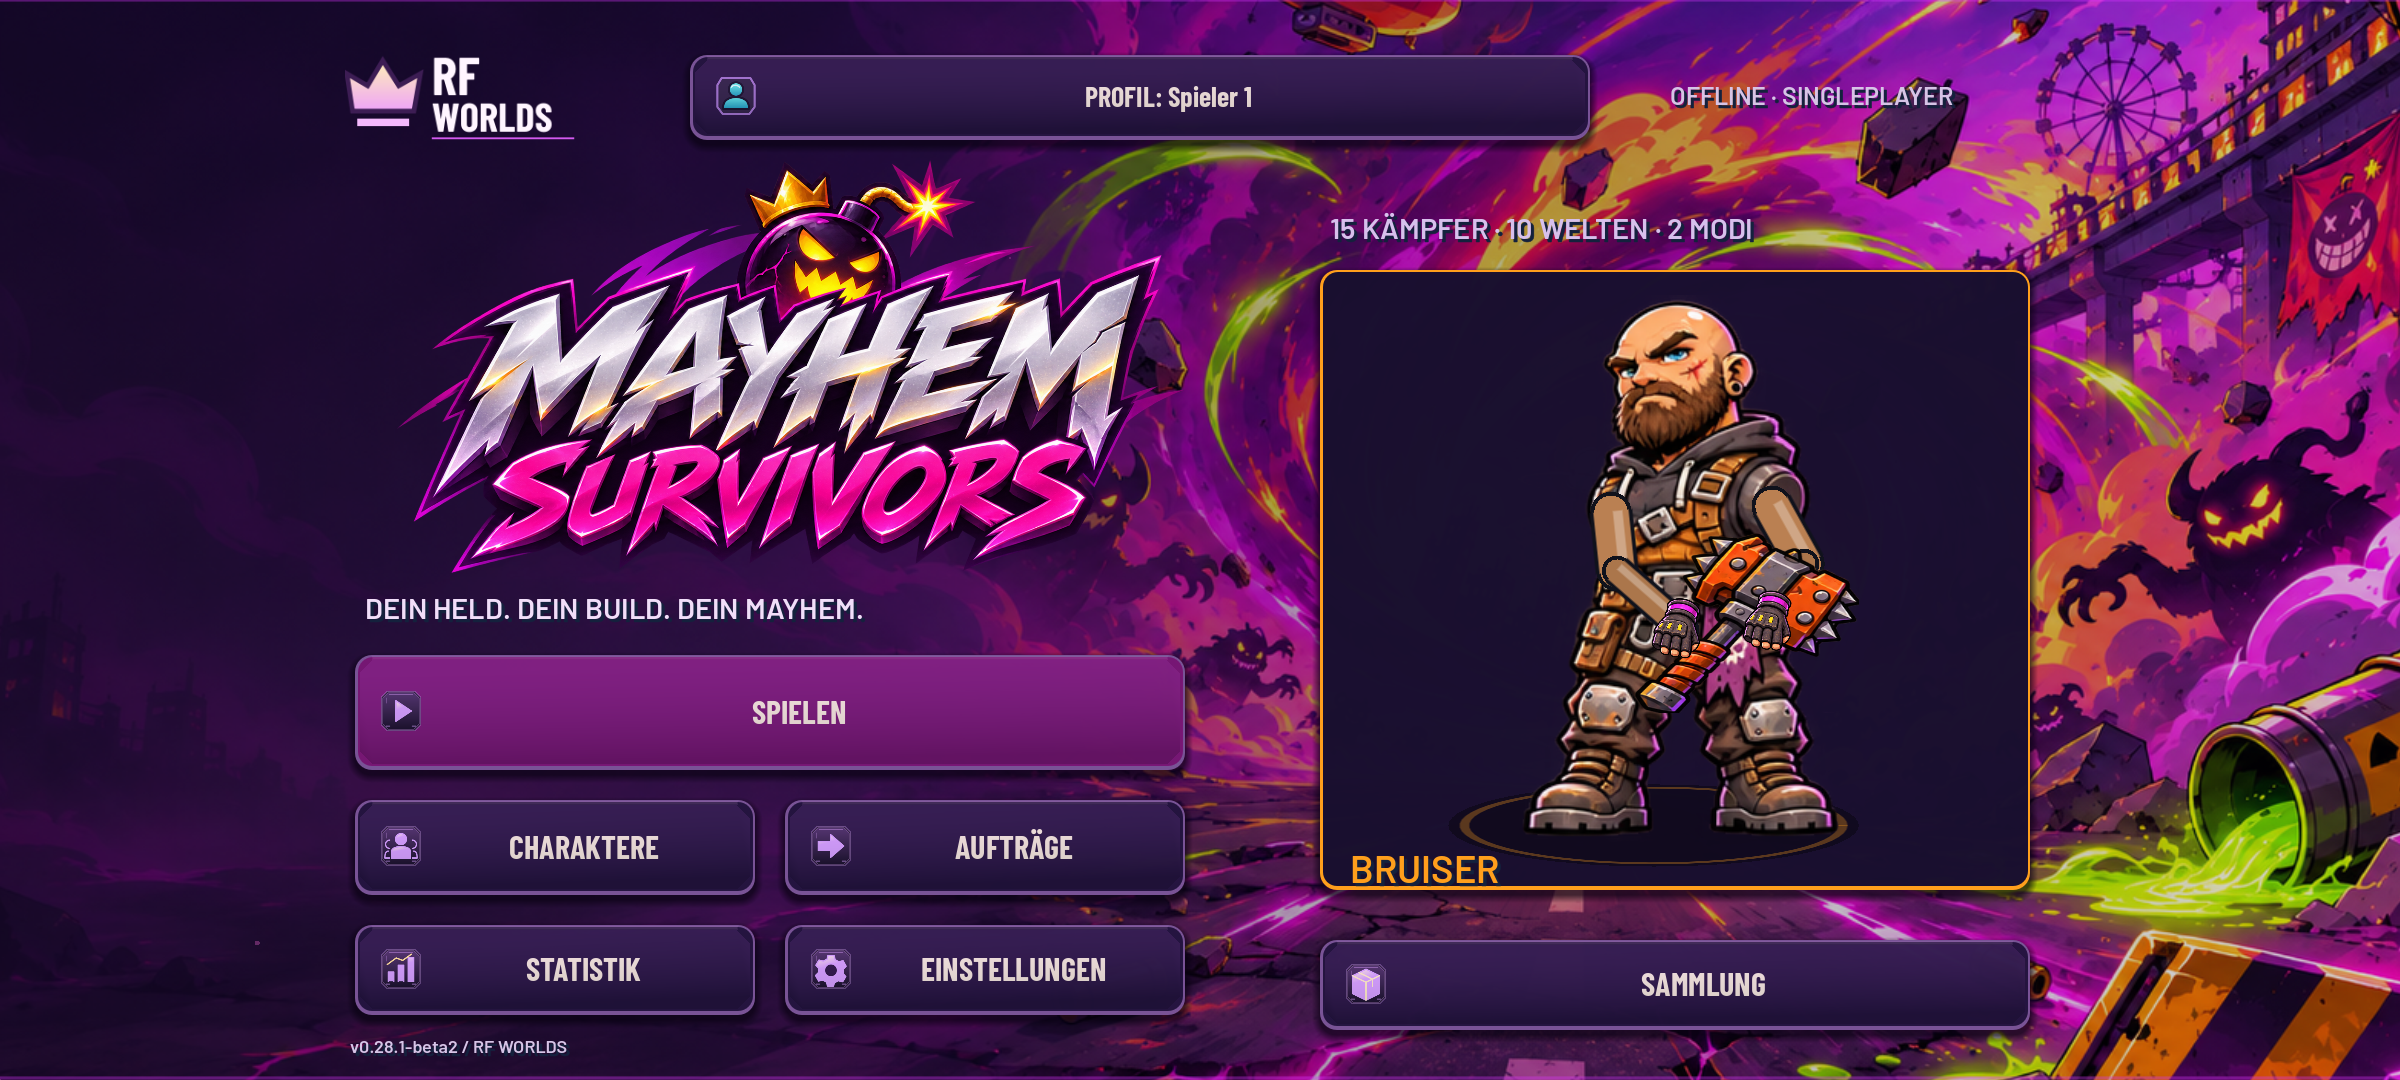 RF
WORLDS
PROFIL: Spieler 1
OFFLINE · SINGLEPLAYER
MAYHEM
SURVIVORS
15 KÄMPFER · 10 WELTEN · 2 MODI
DEIN HELD. DEIN BUILD. DEIN MAYHEM.
SPIELEN
CHARAKTERE
AUFTRÄGE
STATISTIK
EINSTELLUNGEN
BRUISER
SAMMLUNG
v0.28.1-beta2 / RF WORLDS